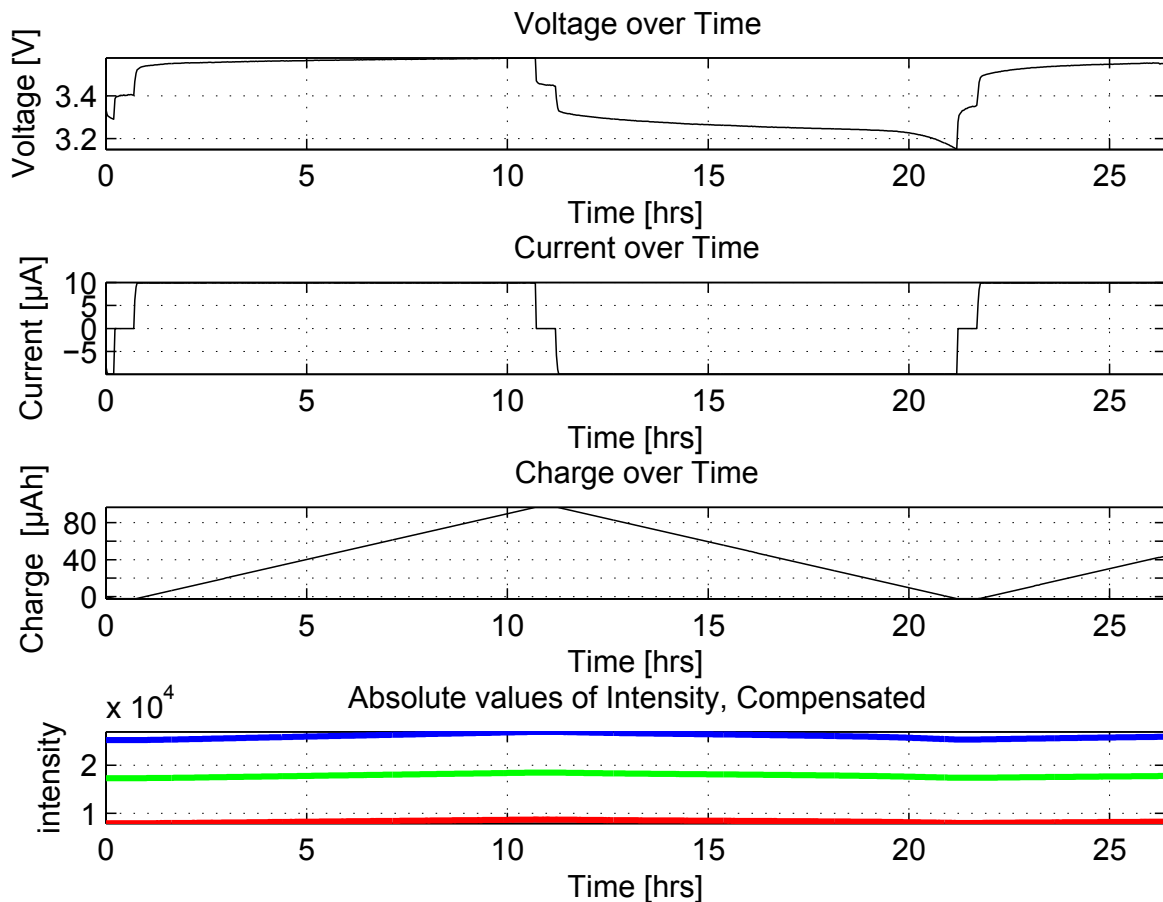 Voltage over Time
Voltage [V]
3.4
3.2
0 5 10 15 20 25
Time [hrs]
Current over Time
Current [µA]
10
5
0
−5
0 5 10 15 20 25
Time [hrs]
Charge over Time
Charge [µAh]
80
40
0
0 5 10 15 20 25
Time [hrs]
x 10^4
Absolute values of Intensity, Compensated
intensity
2
1
0 5 10 15 20 25
Time [hrs]